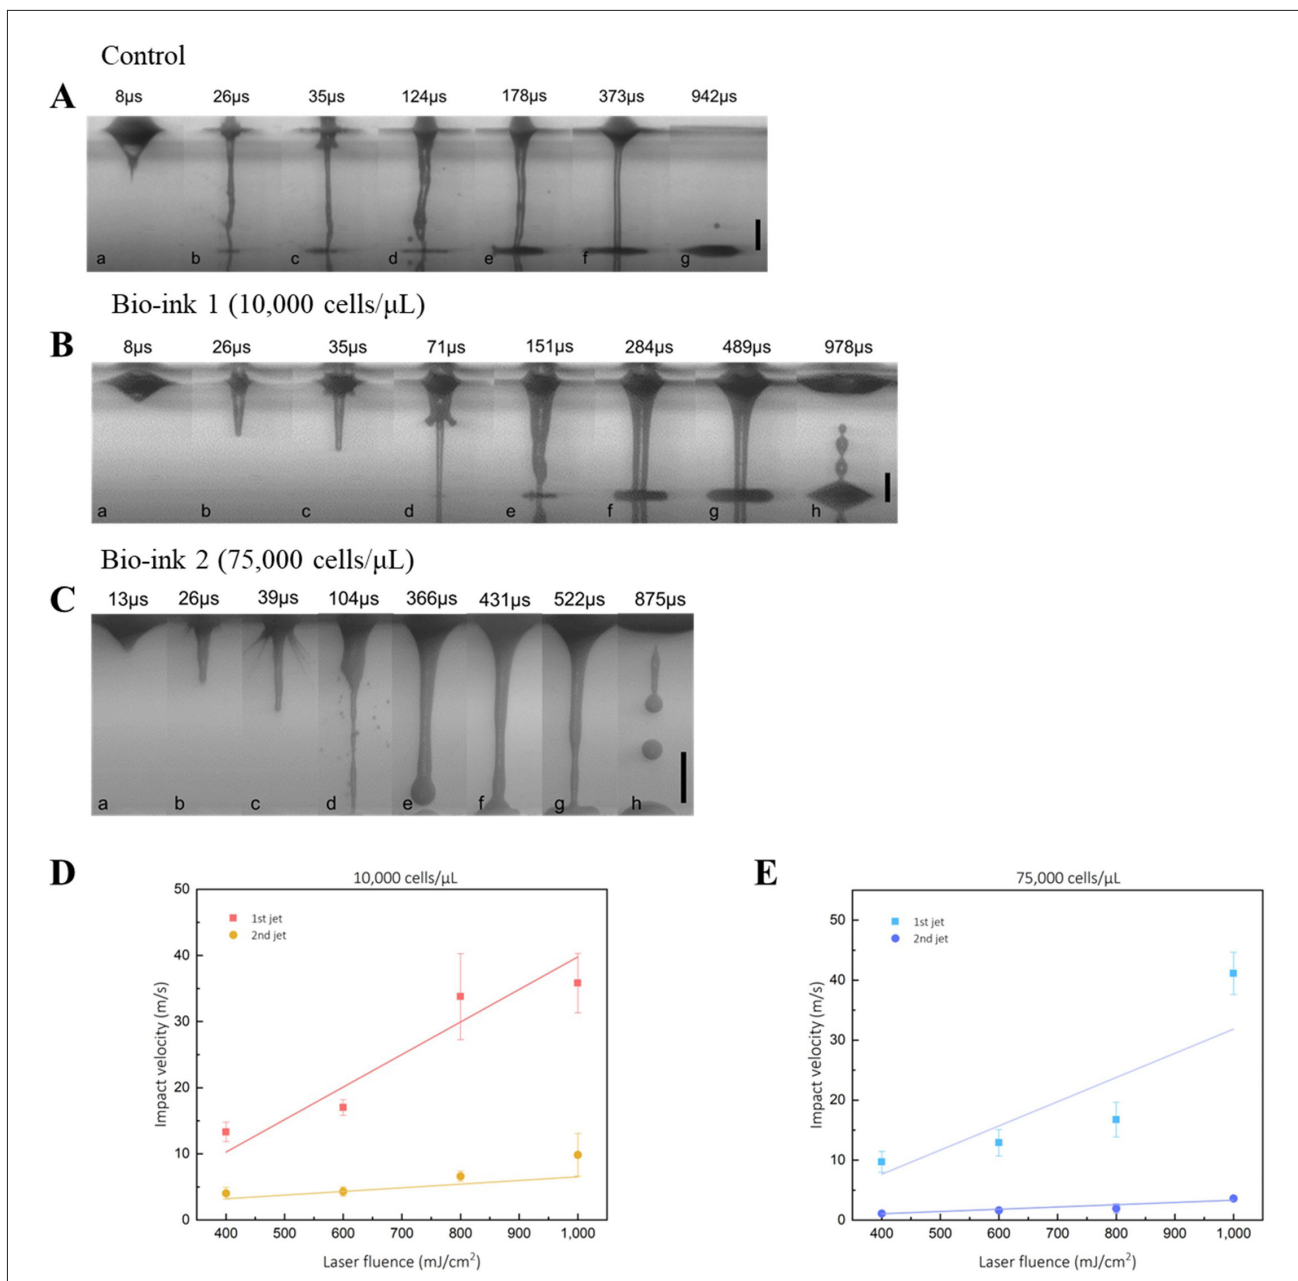 Control
A
8µs 26µs 35µs 124µs 178µs 373µs 942µs
a b c d e f g
Bio-ink 1 (10,000 cells/µL)
B
8µs 26µs 35µs 71µs 151µs 284µs 489µs 978µs
a b c d e f g h
Bio-ink 2 (75,000 cells/µL)
C
13µs 26µs 39µs 104µs 366µs 431µs 522µs 875µs
a b c d e f g h
D
10,000 cells/µL
50
40
30
20
10
0
1st jet
2nd jet
Impact velocity (m/s)
400 500 600 700 800 900 1,000
Laser fluence (mJ/cm²)
E
75,000 cells/µL
50
40
30
20
10
0
1st jet
2nd jet
Impact velocity (m/s)
400 500 600 700 800 900 1,000
Laser fluence (mJ/cm²)